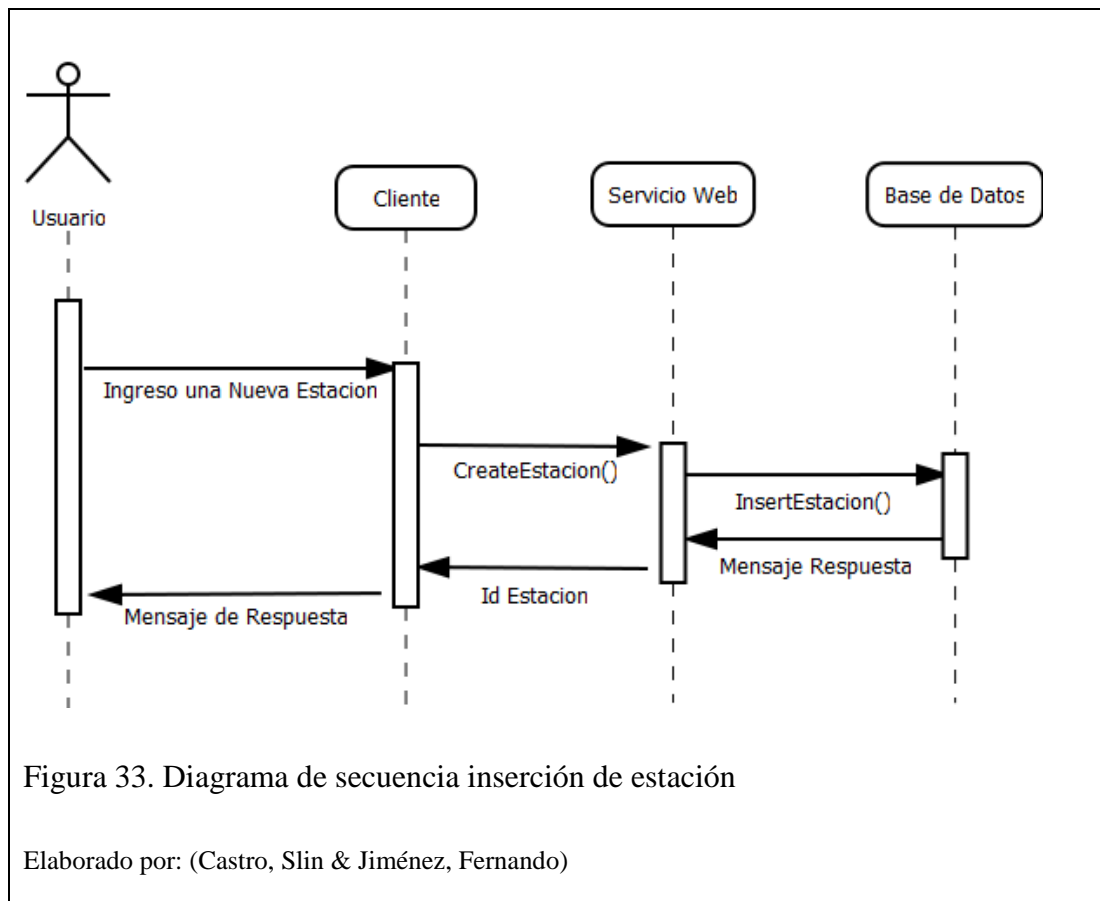 Usuario
Cliente
Servicio Web
Base de Datos
Ingreso una Nueva Estacion
CreateEstacion()
InsertEstacion()
Mensaje Respuesta
Id Estacion
Mensaje de Respuesta
Figura 33. Diagrama de secuencia inserción de estación
Elaborado por: (Castro, Slin & Jiménez, Fernando)